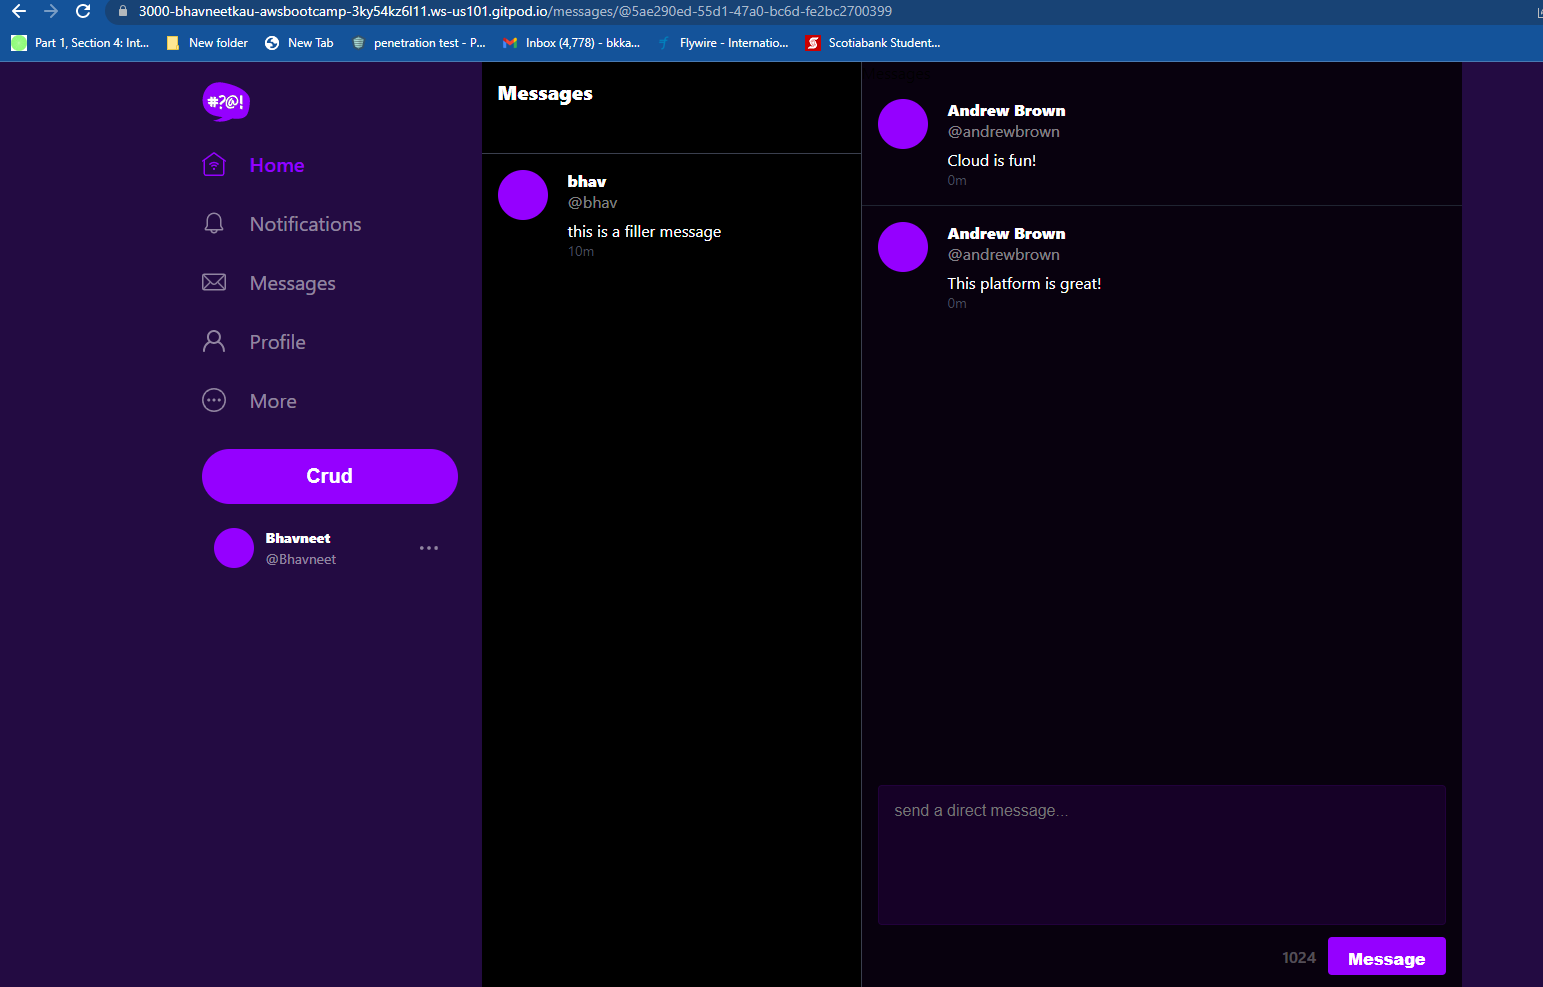 3000-bhavneetkau-awsbootcamp-3ky54kz6l11.ws-us101.gitpod.io/messages/@5ae290ed-55d1-47a0-bc6d-fe2bc2700399
Part 1, Section 4: Int...
New folder
New Tab
penetration test - P...
Inbox (4,778) - bkka...
Flywire - Internatio...
Scotiabank Student...
#?@!
Home
Notifications
Messages
Profile
More
Crud
Bhavneet
@Bhavneet
Messages
bhav
@bhav
this is a filler message
10m
Messages
Andrew Brown
@andrewbrown
Cloud is fun!
0m
Andrew Brown
@andrewbrown
This platform is great!
0m
send a direct message...
1024
Message